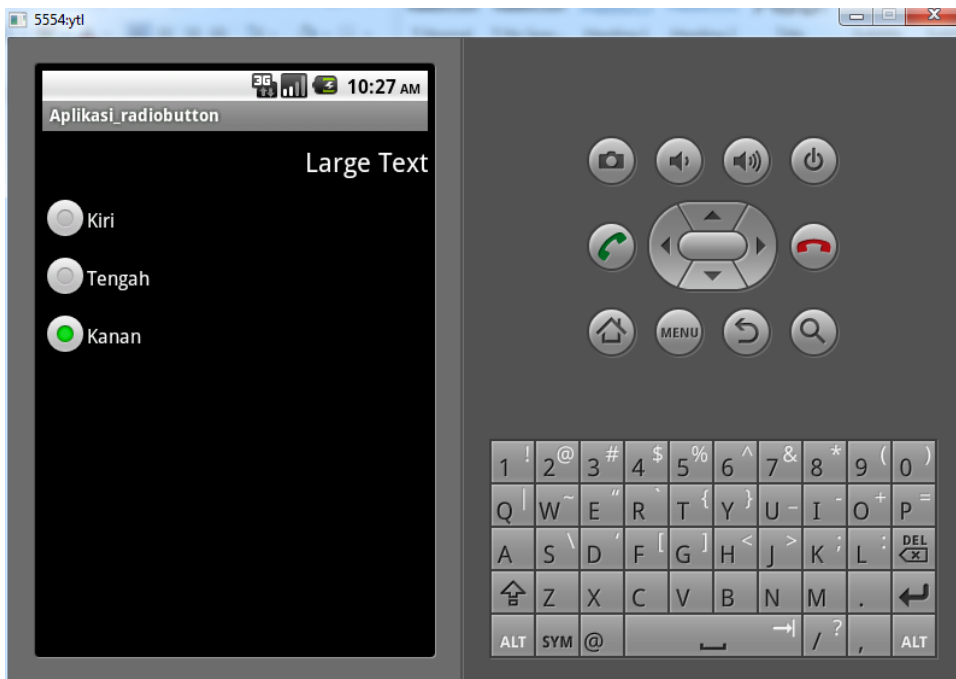 5554:ytl
3G 10:27 AM
Aplikasi_radiobutton
Large Text
Kiri
Tengah
Kanan
MENU
1 ! 2 @ 3 # 4 $ 5 % 6 ^ 7 & 8 * 9 ( 0 )
Q | W ~ E " R ` T { Y } U _ I - O + P =
A S \ D ' F [ G ] H < J > K ; L : DEL
Z X C V B N M .
ALT SYM @ / ? , ALT